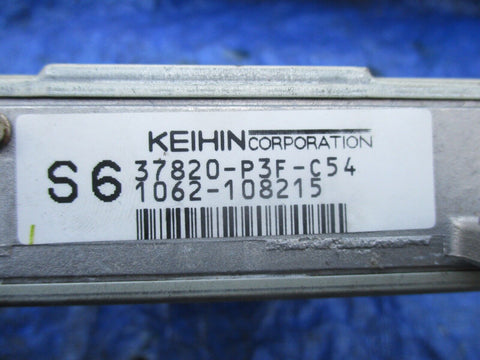 KEIHIN CORPORATION
S6 37820-P3F-C54
1062-108215